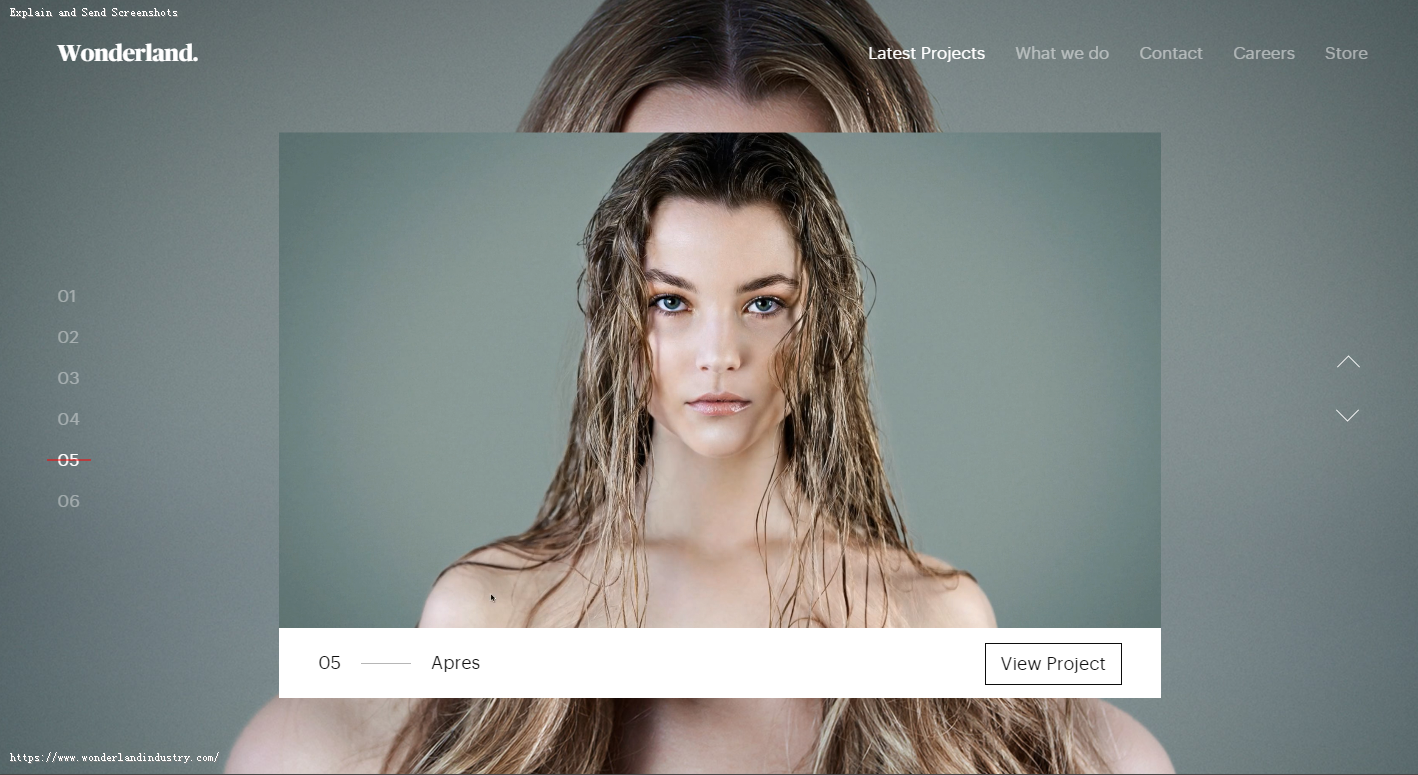 Explain and Send Screenshots
Wonderland.
Latest Projects What we do Contact Careers Store
01
02
03
04
05
06
05 Apres View Project
https://www.wonderlandindustry.com/